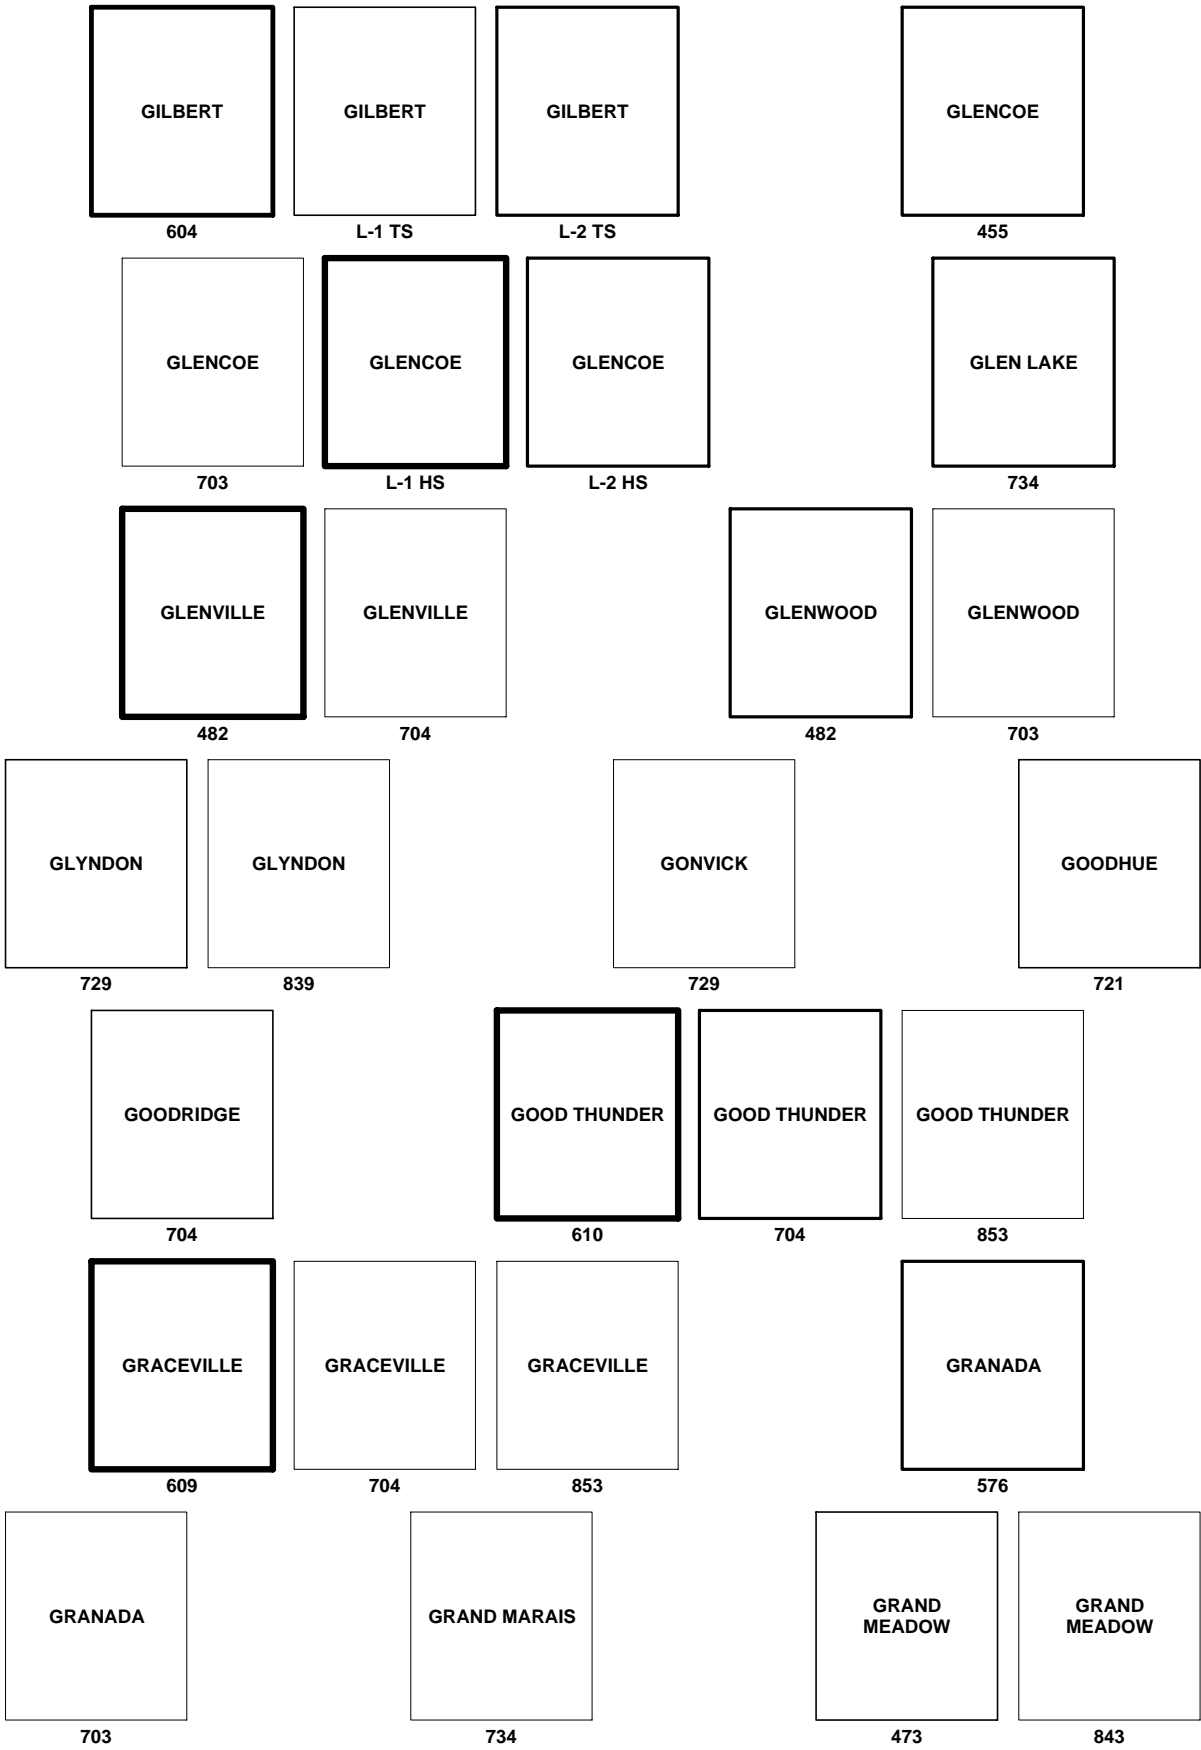 GILBERT GILBERT GILBERT GLENCOE
604 L-1 TS L-2 TS 455
GLENCOE GLENCOE GLENCOE GLEN LAKE
703 L-1 HS L-2 HS 734
GLENVILLE GLENVILLE GLENWOOD GLENWOOD
482 704 482 703
GLYNDON GLYNDON GONVICK GOODHUE
729 839 729 721
GOODRIDGE GOOD THUNDER GOOD THUNDER GOOD THUNDER
704 610 704 853
GRACEVILLE GRACEVILLE GRACEVILLE GRANADA
609 704 853 576
GRANADA GRAND MARAIS GRAND MEADOW GRAND MEADOW
703 734 473 843